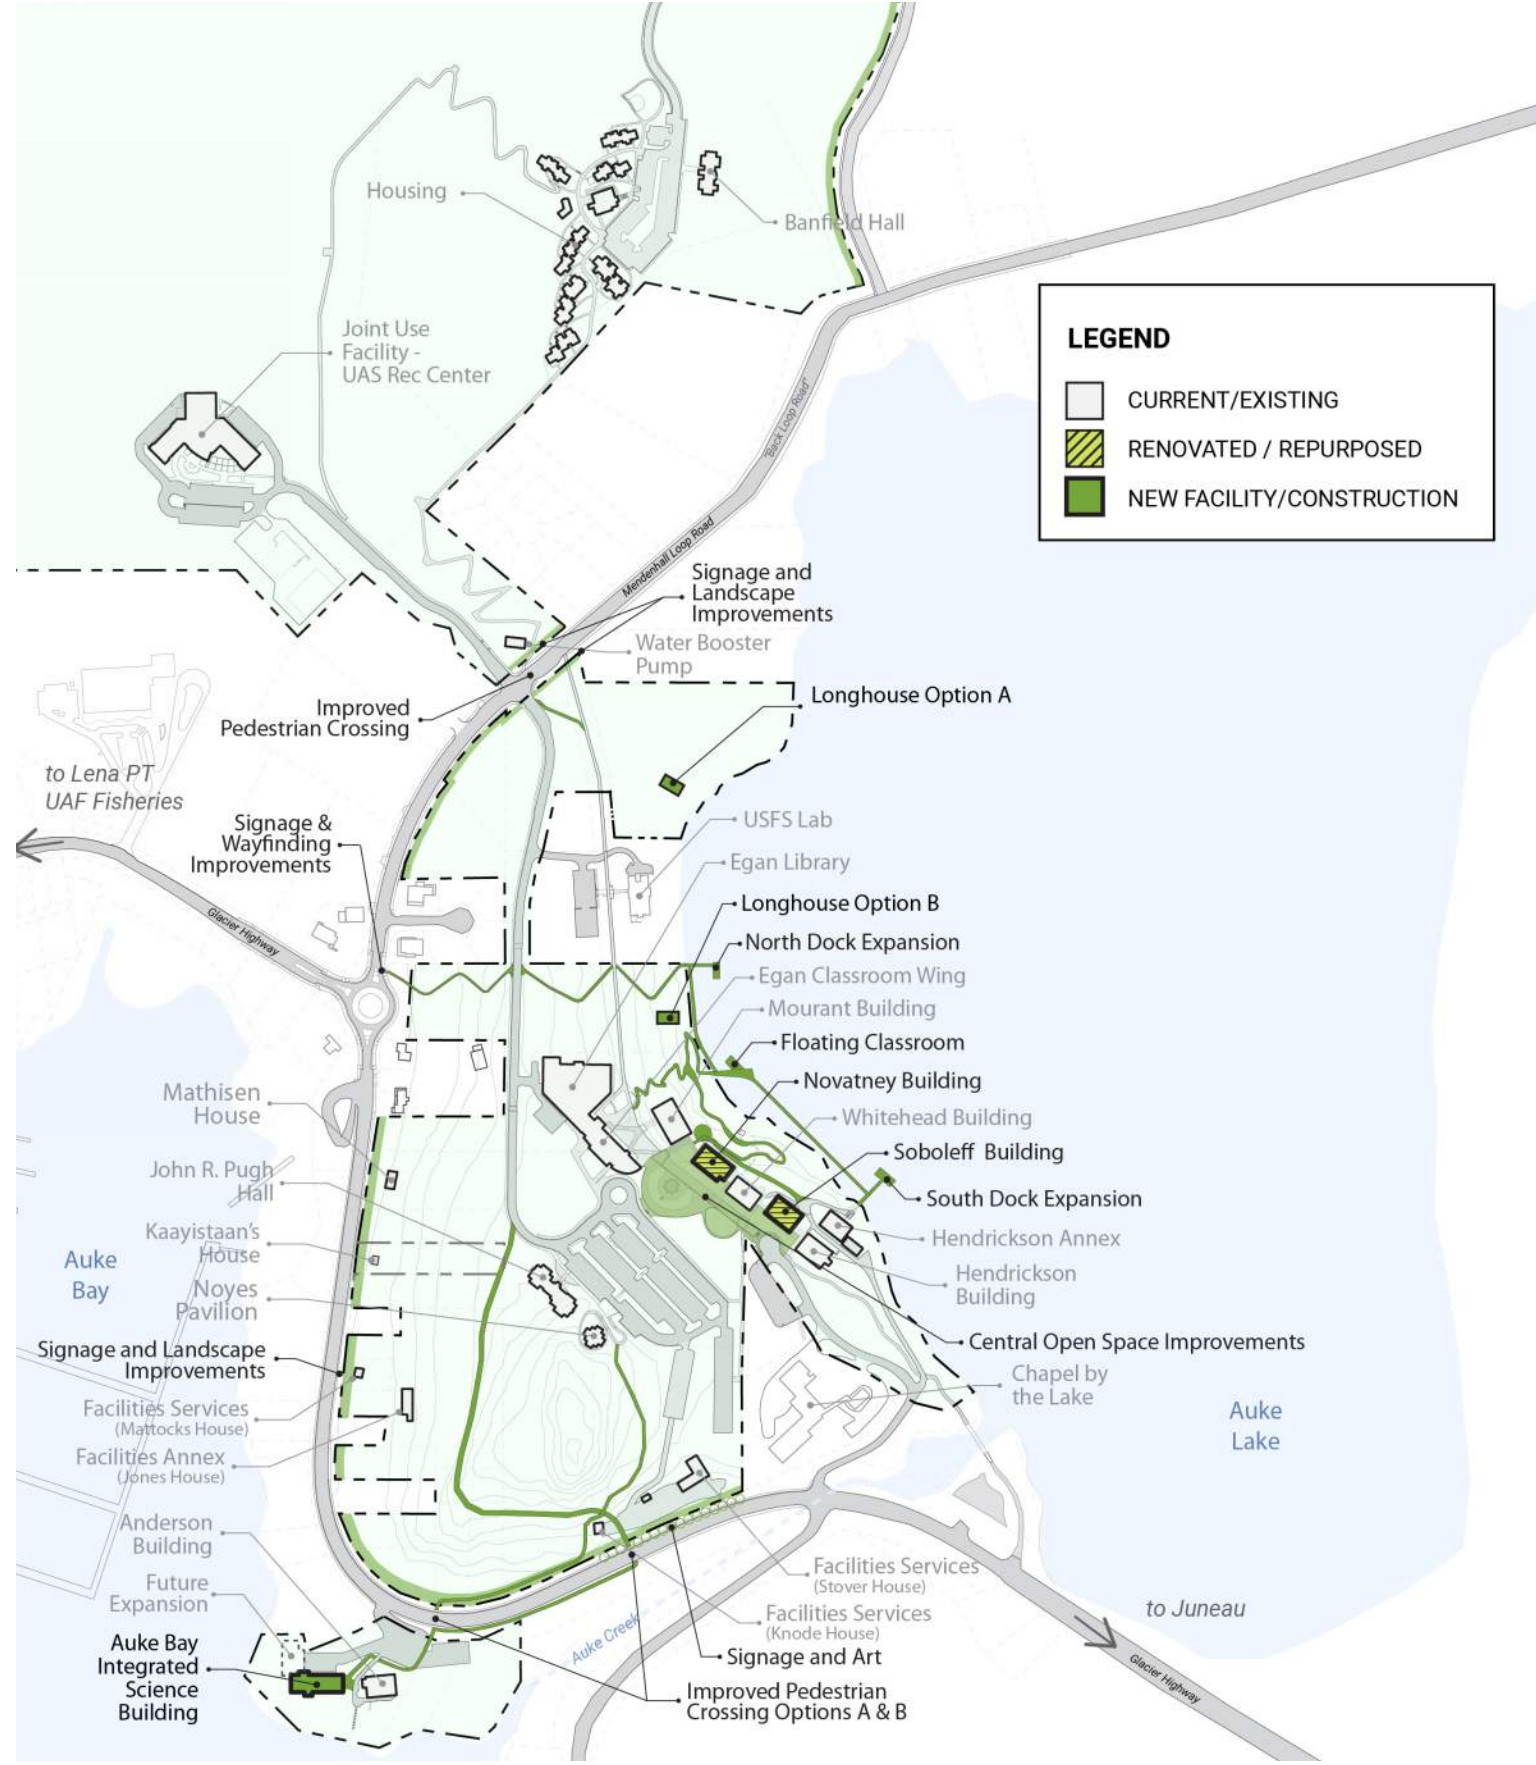 Housing
Banfield Hall
Joint Use
Facility -
UAS Rec Center
LEGEND
CURRENT/EXISTING
RENOVATED / REPURPOSED
NEW FACILITY/CONSTRUCTION
"Back Loop Road"
Mendenhall Loop Road
Signage and
Landscape
Improvements
Water Booster
Pump
Improved
Pedestrian Crossing
Longhouse Option A
to Lena PT
UAF Fisheries
Signage &
Wayfinding
Improvements
USFS Lab
Egan Library
Glacier Highway
Longhouse Option B
North Dock Expansion
Egan Classroom Wing
Mourant Building
Floating Classroom
Novatney Building
Mathisen
House
Whitehead Building
Soboleff Building
John R. Pugh
Hall
South Dock Expansion
Kaayistaan's
House
Hendrickson Annex
Auke
Bay
Hendrickson
Building
Noyes
Pavilion
Central Open Space Improvements
Signage and Landscape
Improvements
Chapel by
the Lake
Facilities Services
(Mattocks House)
Auke
Lake
Facilities Annex
(Jones House)
Anderson
Building
Facilities Services
(Stover House)
Future
Expansion
Facilities Services
(Knode House)
to Juneau
Auke Creek
Auke Bay
Integrated
Science
Building
Signage and Art
Glacier Highway
Improved Pedestrian
Crossing Options A & B